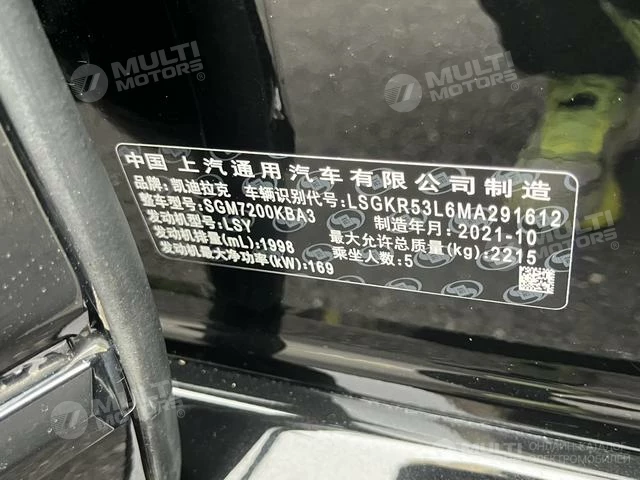 MULTI
MOTORS®
MULTI
MOTORS®
中国 上汽通用汽车有限公司制造
品牌: 凯迪拉克 车辆识别代号:LSGKR53L6MA291612
整车型号:SGM7200KBA3 制造年月:2021-10
发动机型号:LSY 最大允许总质量(kg):2215
发动机排量(mL):1998 乘坐人数:5
发动机最大净功率(kW):169
MULTI
MOTORS
MULTI
ОНЛАЙН-КАТАЛОГ
ЭЛЕКТРОМОБИЛЕЙ